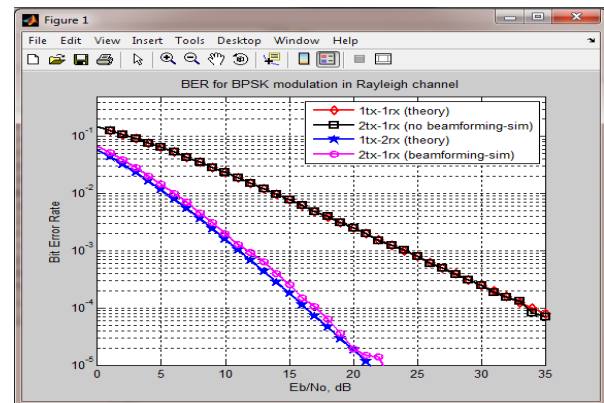 Figure 1
File Edit View Insert Tools Desktop Window Help
BER for BPSK modulation in Rayleigh channel
1tx-1rx (theory)
2tx-1rx (no beamforming-sim)
1tx-2rx (theory)
2tx-1rx (beamforming-sim)
Bit Error Rate
10^-1
10^-2
10^-3
10^-4
10^-5
0 5 10 15 20 25 30 35
Eb/No, dB